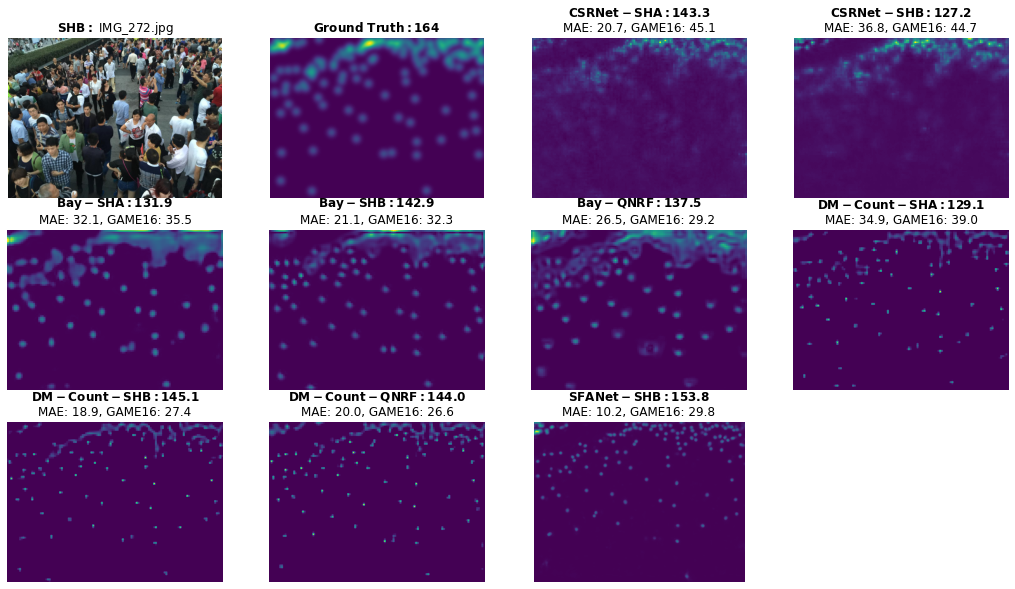 SHB: IMG_272.jpg
Ground Truth: 164
CSRNet−SHA: 143.3
MAE: 20.7, GAME16: 45.1
CSRNet−SHB: 127.2
MAE: 36.8, GAME16: 44.7
Bay−SHA: 131.9
MAE: 32.1, GAME16: 35.5
Bay−SHB: 142.9
MAE: 21.1, GAME16: 32.3
Bay−QNRF: 137.5
MAE: 26.5, GAME16: 29.2
DM−Count−SHA: 129.1
MAE: 34.9, GAME16: 39.0
DM−Count−SHB: 145.1
MAE: 18.9, GAME16: 27.4
DM−Count−QNRF: 144.0
MAE: 20.0, GAME16: 26.6
SFANet−SHB: 153.8
MAE: 10.2, GAME16: 29.8